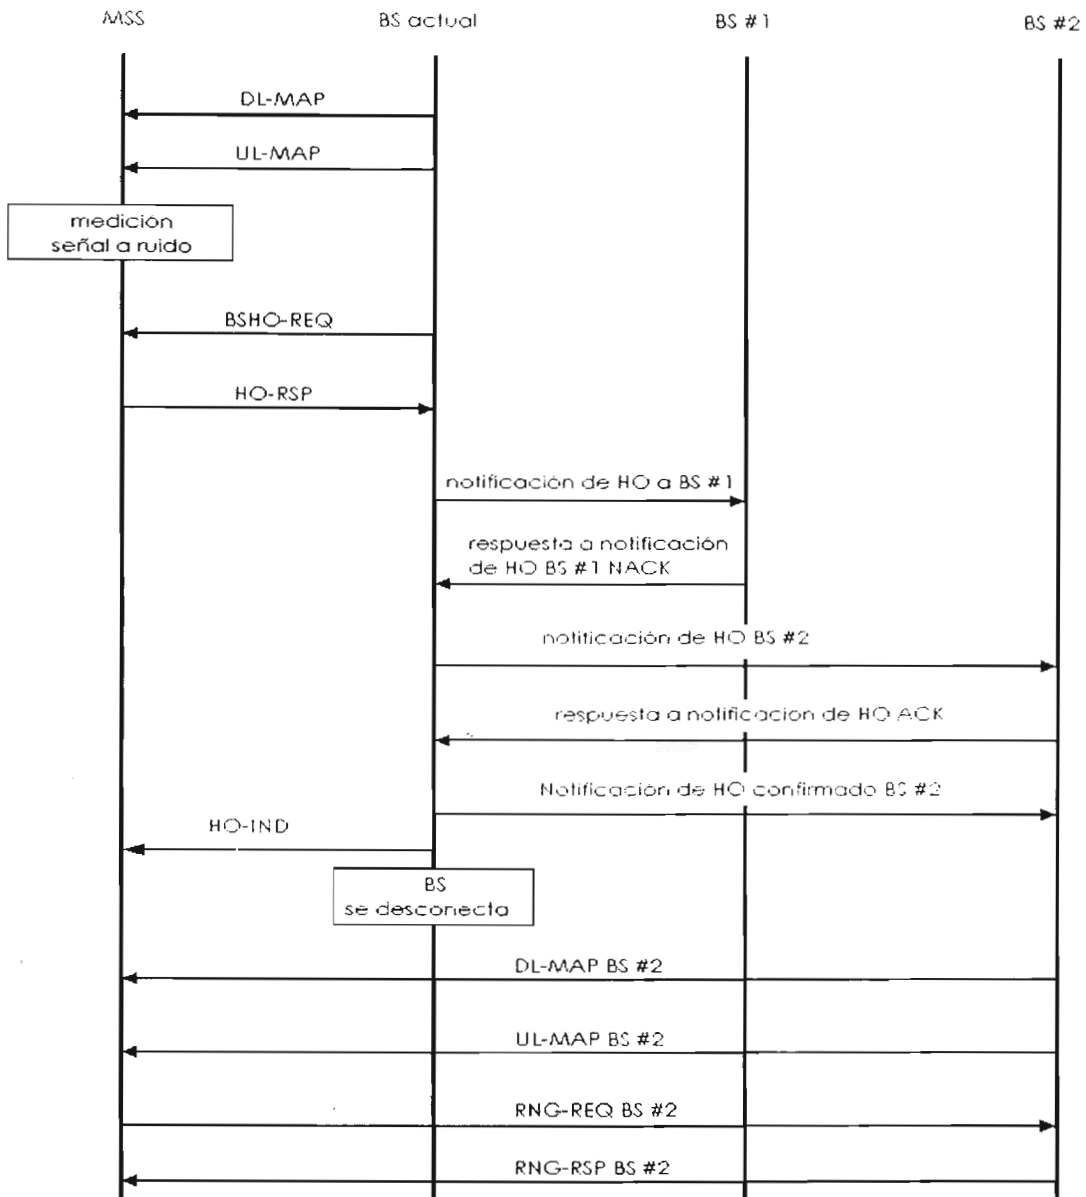 MSS BS actual BS #1 BS #2
DL-MAP
UL-MAP
medición
señal a ruido
BSHO-REQ
HO-RSP
notificación de HO a BS #1
respuesta a notificación
de HO BS #1 NACK
notificación de HO BS #2
respuesta a notificacion de HO ACK
Notificación de HO confirmado BS #2
HO-IND
BS
se desconecta
DL-MAP BS #2
UL-MAP BS #2
RNG-REQ BS #2
RNG-RSP BS #2